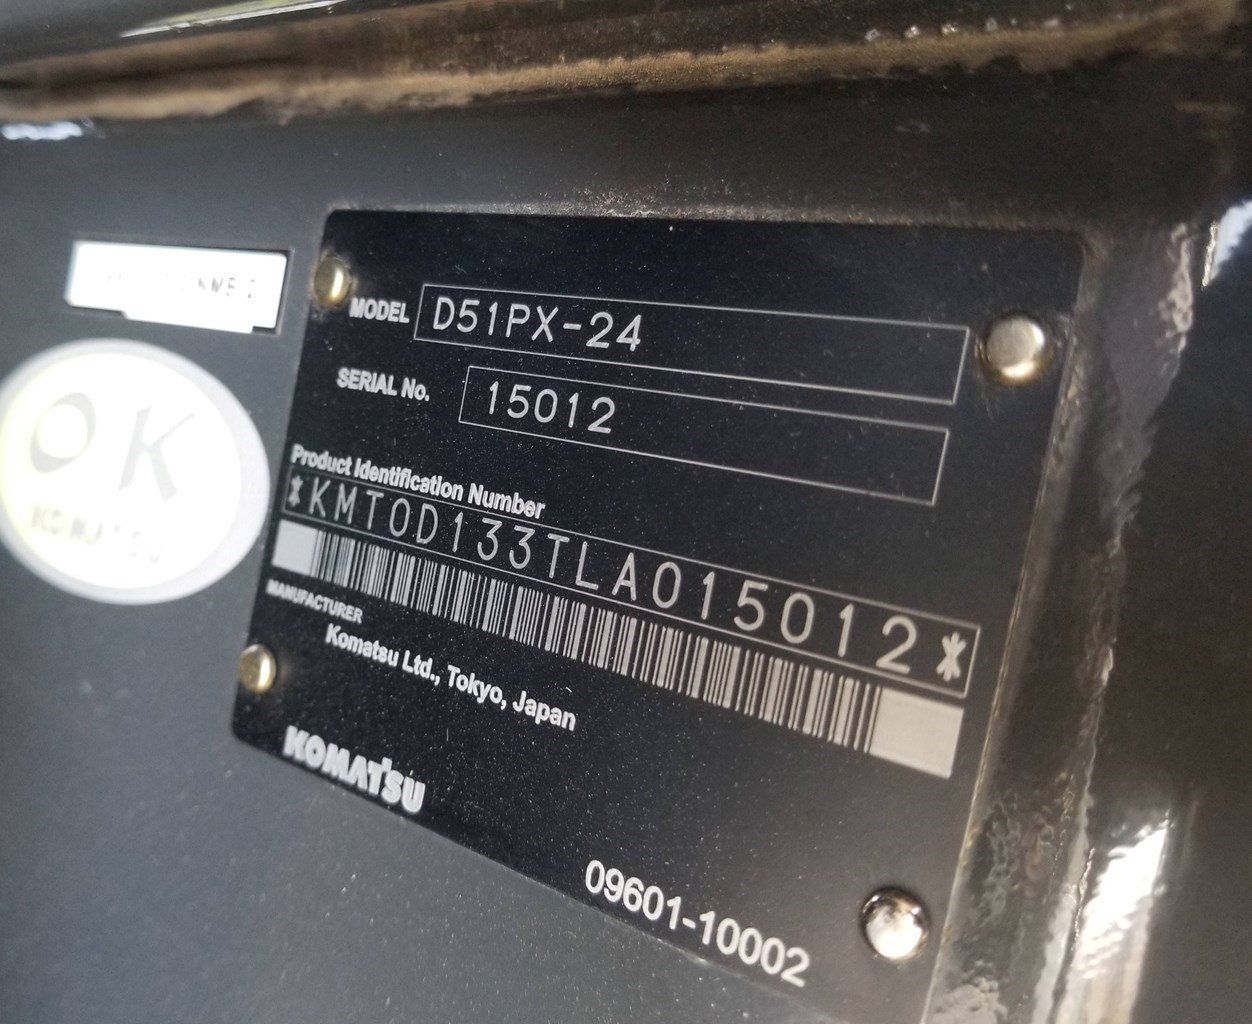 MODEL D51PX-24
SERIAL No. 15012
Product Identification Number
*KMT0D133TLA015012*
MANUFACTURER
Komatsu Ltd., Tokyo, Japan
KOMATSU
09601-10002
OK
KOMATSU